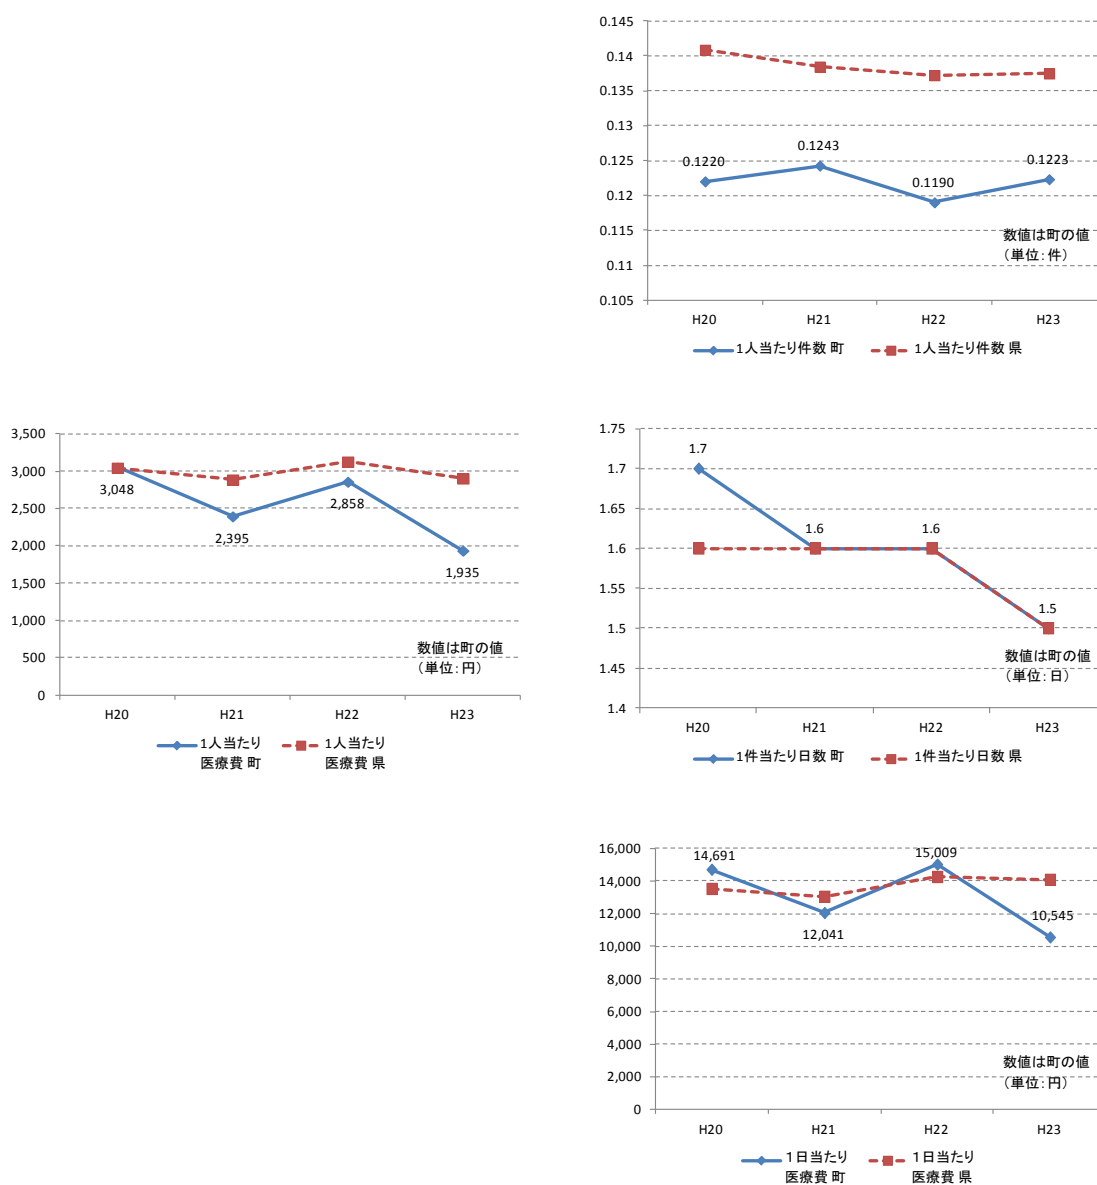 0.145
0.14
0.135
0.13
0.125
0.12
0.115
0.11
0.105
0.1220
0.1243
0.1190
0.1223
数値は町の値
（単位：件）
H20 H21 H22 H23
1人当たり件数 町 1人当たり件数 県
3,500
3,000
2,500
2,000
1,500
1,000
500
0
3,048
2,395
2,858
1,935
数値は町の値
（単位：円）
H20 H21 H22 H23
1人当たり 1人当たり
医療費 町 医療費 県
1.75
1.7
1.65
1.6
1.55
1.5
1.45
1.4
1.7
1.6
1.6
1.5
数値は町の値
（単位：日）
H20 H21 H22 H23
1件当たり日数 町 1件当たり日数 県
16,000
14,000
12,000
10,000
8,000
6,000
4,000
2,000
0
14,691
12,041
15,009
10,545
数値は町の値
（単位：円）
H20 H21 H22 H23
１日当たり １日当たり
医療費 町 医療費 県